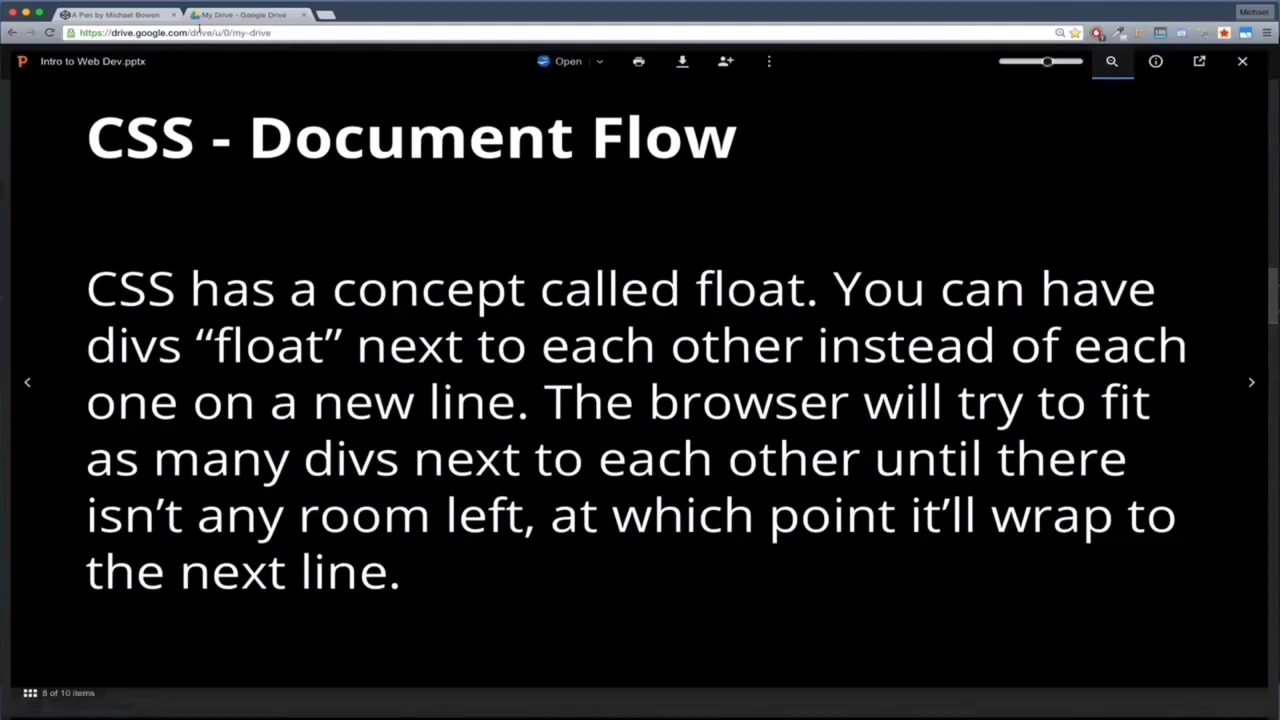 A Pen by Michael Bowen
My Drive - Google Drive
Michael
https://drive.google.com/drive/u/0/my-drive
Intro to Web Dev.pptx
Open
CSS - Document Flow
CSS has a concept called float. You can have
divs “float” next to each other instead of each
one on a new line. The browser will try to fit
as many divs next to each other until there
isn’t any room left, at which point it’ll wrap to
the next line.
8 of 10 items